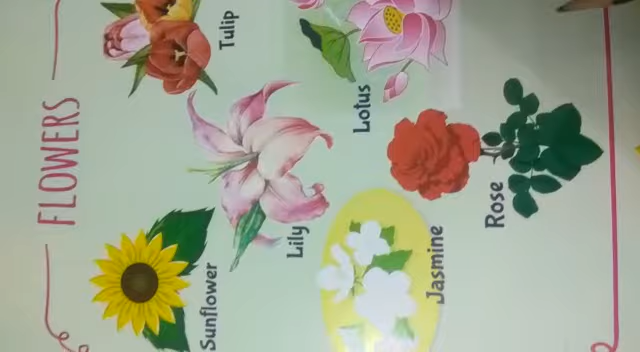 FLOWERS
Sunflower
Lily
Tulip
Jasmine
Lotus
Rose